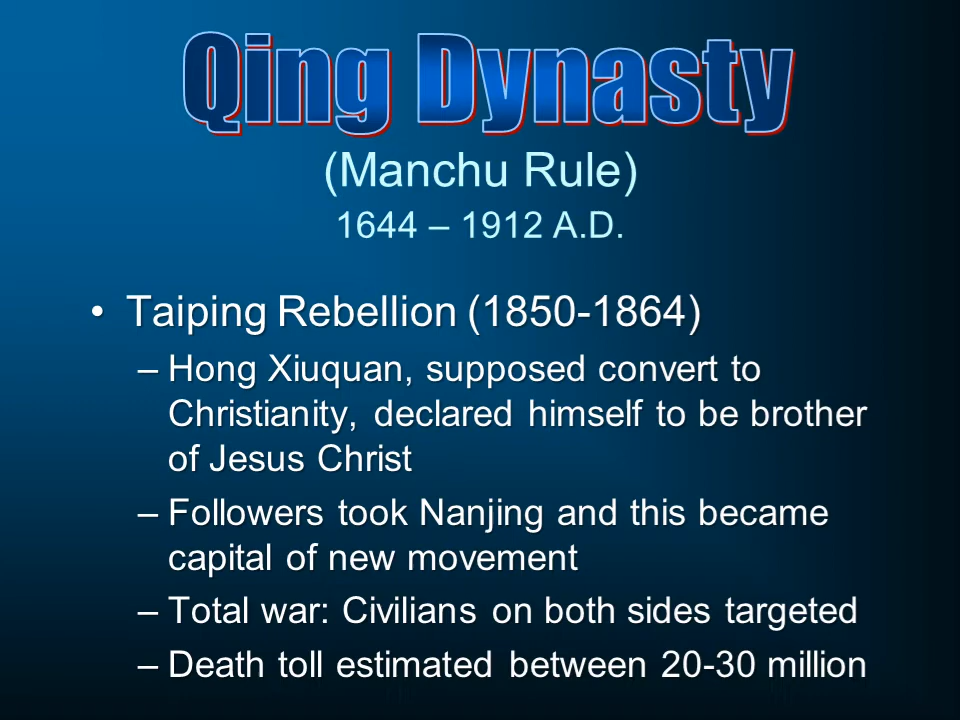 Qing Dynasty
(Manchu Rule)
1644 – 1912 A.D.
• Taiping Rebellion (1850-1864)
– Hong Xiuquan, supposed convert to
Christianity, declared himself to be brother
of Jesus Christ
– Followers took Nanjing and this became
capital of new movement
– Total war: Civilians on both sides targeted
– Death toll estimated between 20-30 million